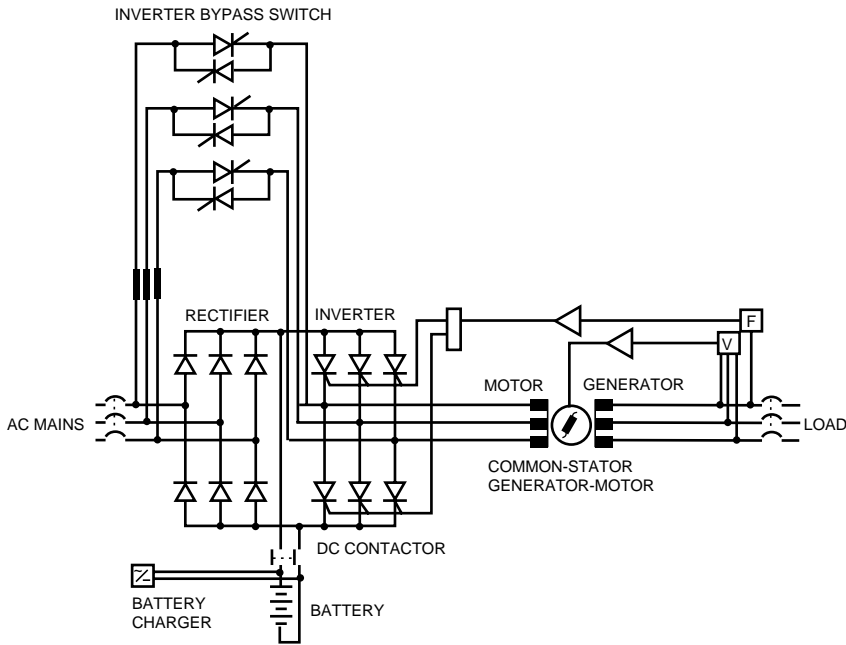 INVERTER BYPASS SWITCH
RECTIFIER
INVERTER
F
V
MOTOR
GENERATOR
AC MAINS
LOAD
COMMON-STATOR
GENERATOR-MOTOR
DC CONTACTOR
BATTERY
CHARGER
BATTERY